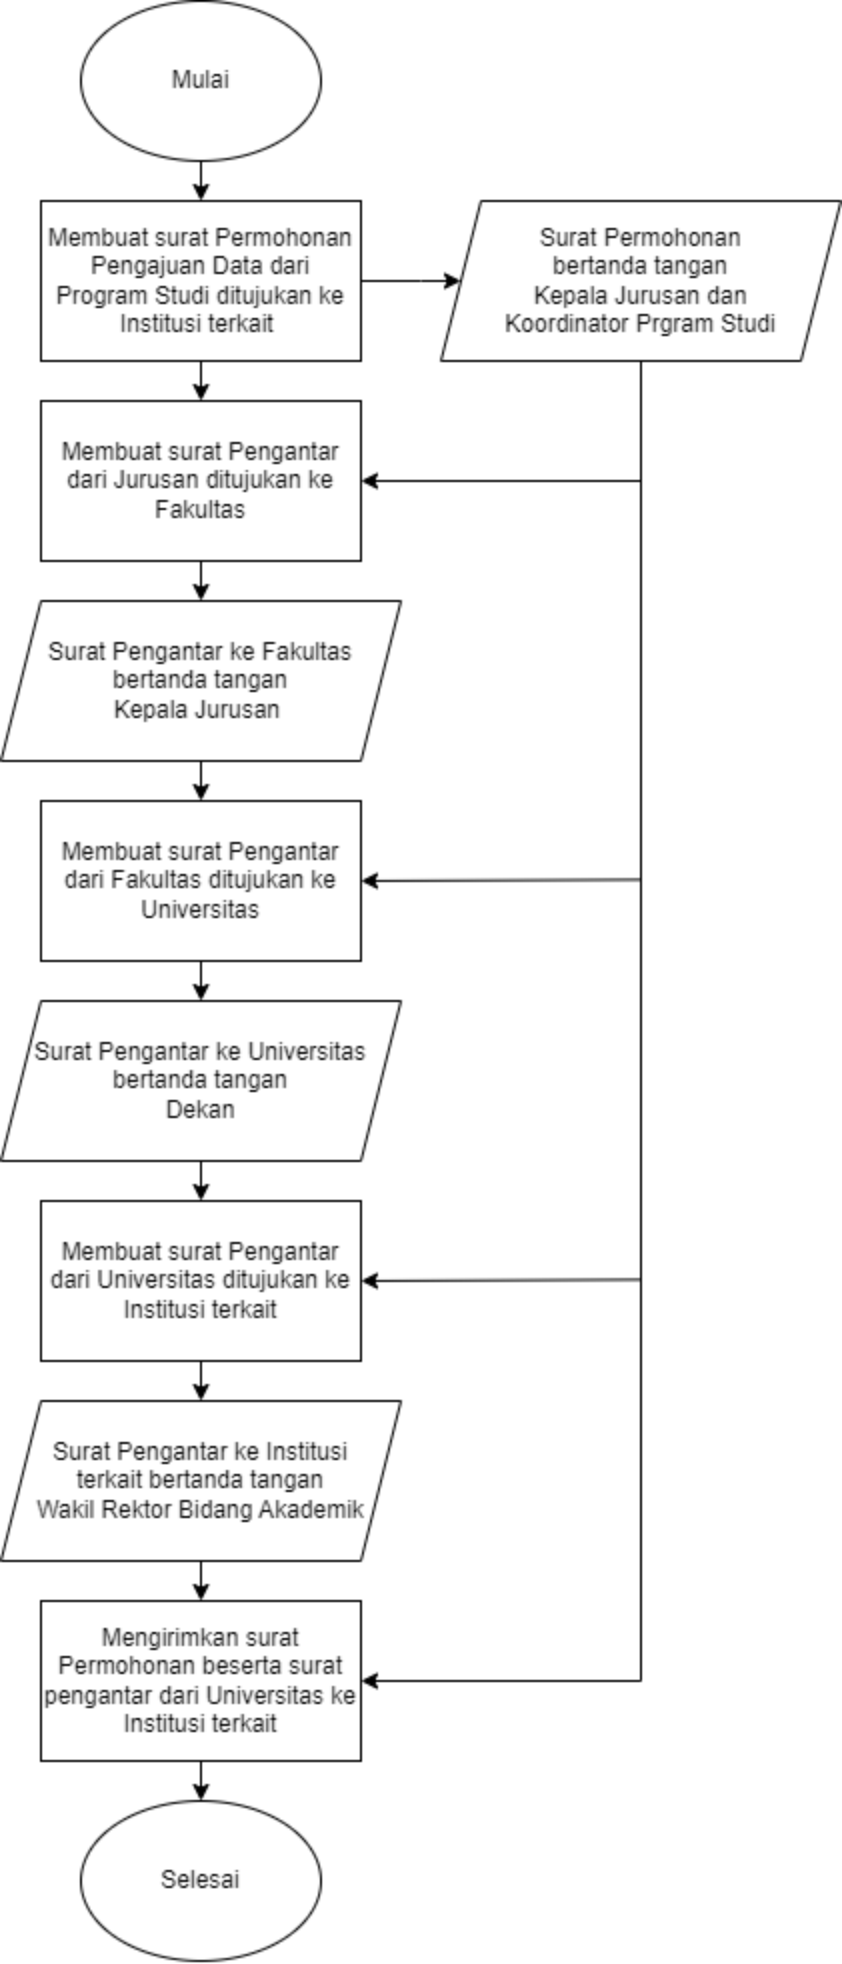 Mulai
Membuat surat Permohonan
Pengajuan Data dari
Program Studi ditujukan ke
Institusi terkait
Surat Permohonan
bertanda tangan
Kepala Jurusan dan
Koordinator Prgram Studi
Membuat surat Pengantar
dari Jurusan ditujukan ke
Fakultas
Surat Pengantar ke Fakultas
bertanda tangan
Kepala Jurusan
Membuat surat Pengantar
dari Fakultas ditujukan ke
Universitas
Surat Pengantar ke Universitas
bertanda tangan
Dekan
Membuat surat Pengantar
dari Universitas ditujukan ke
Institusi terkait
Surat Pengantar ke Institusi
terkait bertanda tangan
Wakil Rektor Bidang Akademik
Mengirimkan surat
Permohonan beserta surat
pengantar dari Universitas ke
Institusi terkait
Selesai